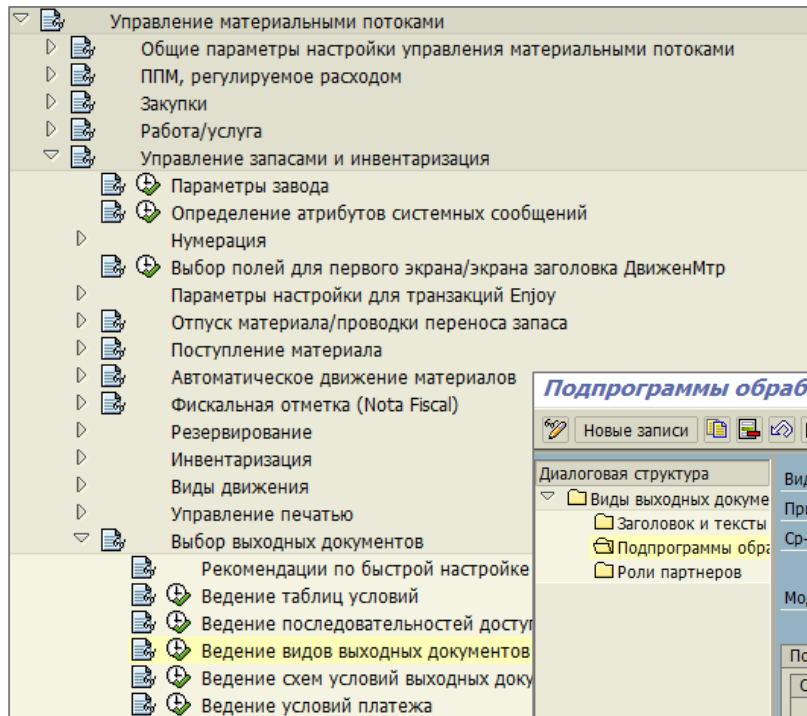 Управление материальными потоками
Общие параметры настройки управления материальными потоками
ППМ, регулируемое расходом
Закупки
Работа/услуга
Управление запасами и инвентаризация
Параметры завода
Определение атрибутов системных сообщений
Нумерация
Выбор полей для первого экрана/экрана заголовка ДвиженМтр
Параметры настройки для транзакций Enjoy
Отпуск материала/проводки переноса запаса
Поступление материала
Автоматическое движение материалов
Фискальная отметка (Nota Fiscal)
Резервирование
Инвентаризация
Виды движения
Управление печатью
Выбор выходных документов
Рекомендации по быстрой настройке
Ведение таблиц условий
Ведение последовательностей досту
Ведение видов выходных документов
Ведение схем условий выходных доку
Ведение условий платежа
Подпрограммы обраб
Новые записи
Диалоговая структура
Виды выходных докуме
Заголовок и тексты
Подпрограммы обра
Роли партнеров
Вид
При
Ср-
Мо
По
С